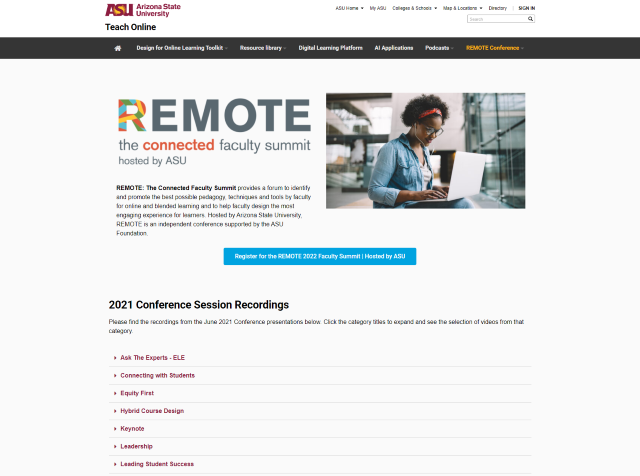 ASU Arizona State
University
ASU Home
My ASU
Colleges & Schools
Map & Locations
Directory
SIGN IN
Search
Teach Online
Design for Online Learning Toolkit
Resource library
Digital Learning Platform
AI Applications
Podcasts
REMOTE Conference
REMOTE
the connected faculty summit
hosted by ASU
REMOTE: The Connected Faculty Summit provides a forum to identify
and promote the best possible pedagogy, techniques and tools by faculty
for online and blended learning and to help faculty design the most
engaging experience for learners. Hosted by Arizona State University,
REMOTE is an independent conference supported by the ASU
Foundation.
Register for the REMOTE 2022 Faculty Summit | Hosted by ASU
2021 Conference Session Recordings
Please find the recordings from the June 2021 Conference presentations below. Click the category titles to expand and see the selection of videos from that
category.
Ask The Experts - ELE
Connecting with Students
Equity First
Hybrid Course Design
Keynote
Leadership
Leading Student Success